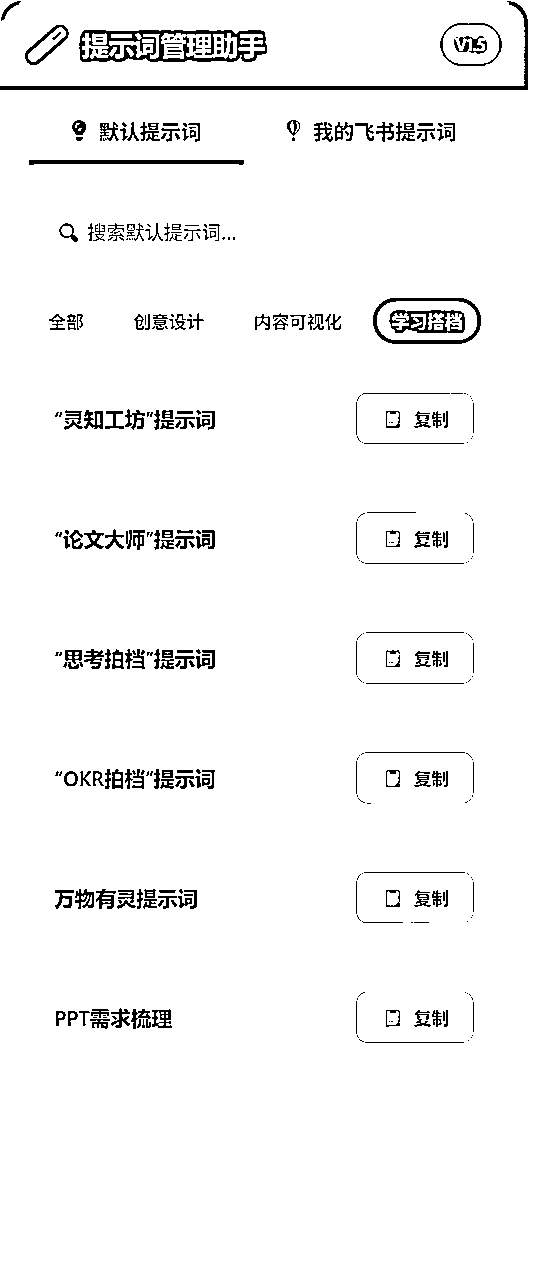 提示词管理助手 V1.5
默认提示词 我的飞书提示词
搜索默认提示词...
全部 创意设计 内容可视化 学习搭档
“灵知工坊”提示词 复制
“论文大师”提示词 复制
“思考拍档”提示词 复制
“OKR拍档”提示词 复制
万物有灵提示词 复制
PPT需求梳理 复制